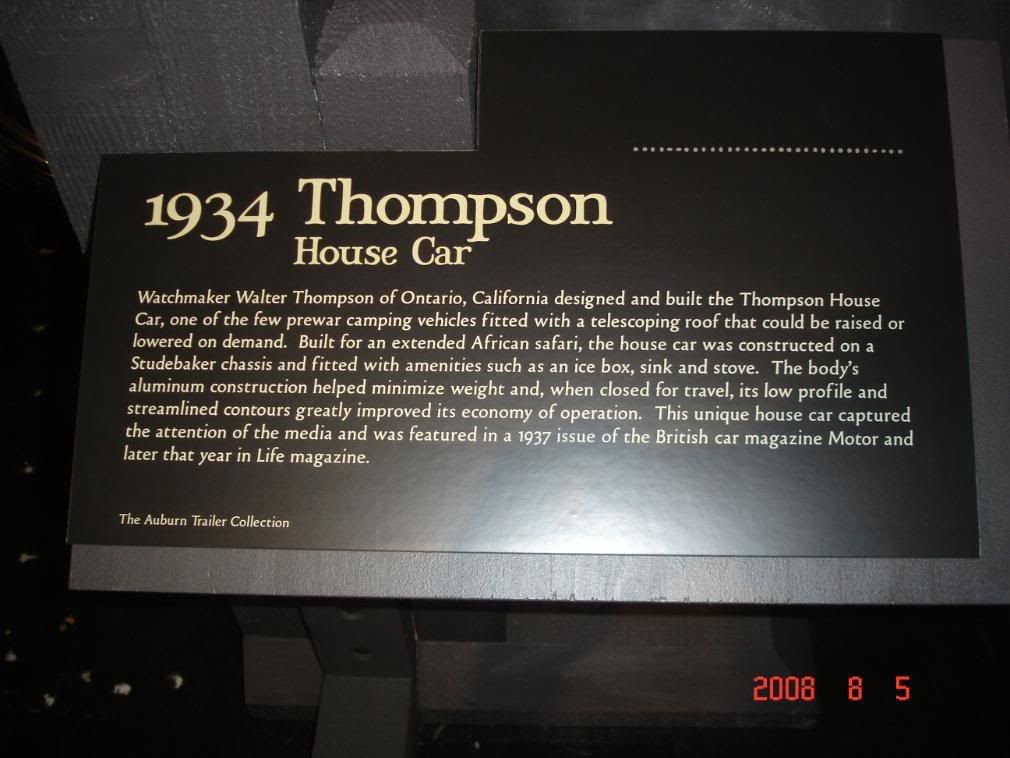 1934 Thompson
House Car
Watchmaker Walter Thompson of Ontario, California designed and built the Thompson House
Car, one of the few prewar camping vehicles fitted with a telescoping roof that could be raised or
lowered on demand. Built for an extended African safari, the house car was constructed on a
Studebaker chassis and fitted with amenities such as an ice box, sink and stove. The body's
aluminum construction helped minimize weight and, when closed for travel, its low profile and
streamlined contours greatly improved its economy of operation. This unique house car captured
the attention of the media and was featured in a 1937 issue of the British car magazine Motor and
later that year in Life magazine.
The Auburn Trailer Collection
2008 8 5